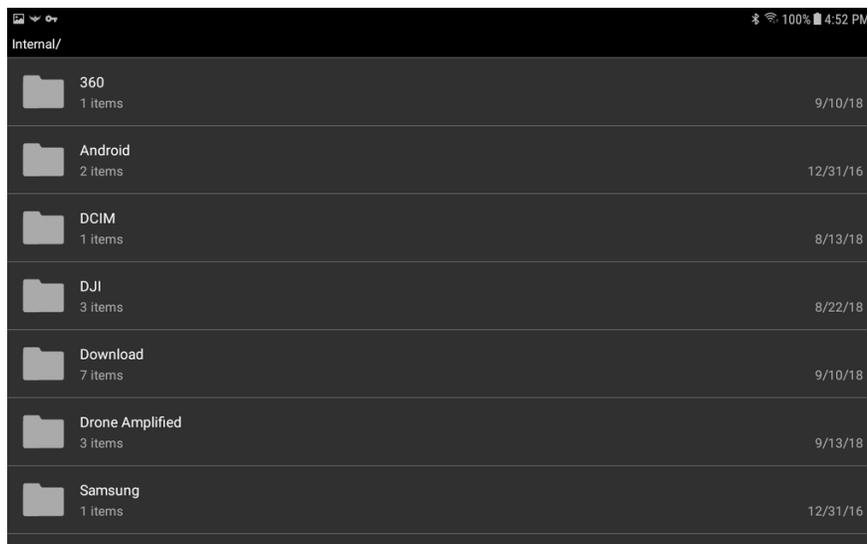 100% 4:52 PM
Internal/
360
1 items
9/10/18
Android
2 items
12/31/16
DCIM
1 items
8/13/18
DJI
3 items
8/22/18
Download
7 items
9/10/18
Drone Amplified
3 items
9/13/18
Samsung
1 items
12/31/16